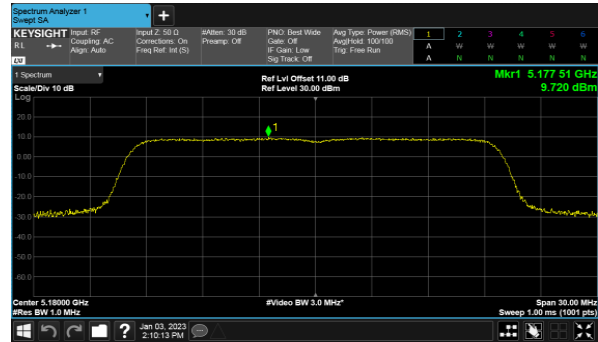 Spectrum Analyzer 1
Swept SA
+
KEYSIGHT
RL
LXI
Input: RF
Coupling: AC
Align: Auto
Input Z: 50 Ω
Corrections: On
Freq Ref: Int (S)
#Atten: 30 dB
Preamp: Off
PNO: Best Wide
Gate: Off
IF Gain: Low
Sig Track: Off
Avg Type: Power (RMS)
Avg|Hold: 100/100
Trig: Free Run
1 2 3 4 5 6
A W W W W W
A N N N N N
1 Spectrum
Scale/Div 10 dB
Log
Ref Lvl Offset 11.00 dB
Ref Level 30.00 dBm
Mkr1 5.177 51 GHz
9.720 dBm
1
20.0
10.0
0.00
-10.0
-20.0
-30.0
-40.0
-50.0
-60.0
Center 5.18000 GHz
#Res BW 1.0 MHz
#Video BW 3.0 MHz*
Span 30.00 MHz
Sweep 1.00 ms (1001 pts)
?
Jan 03, 2023
2:10:13 PM